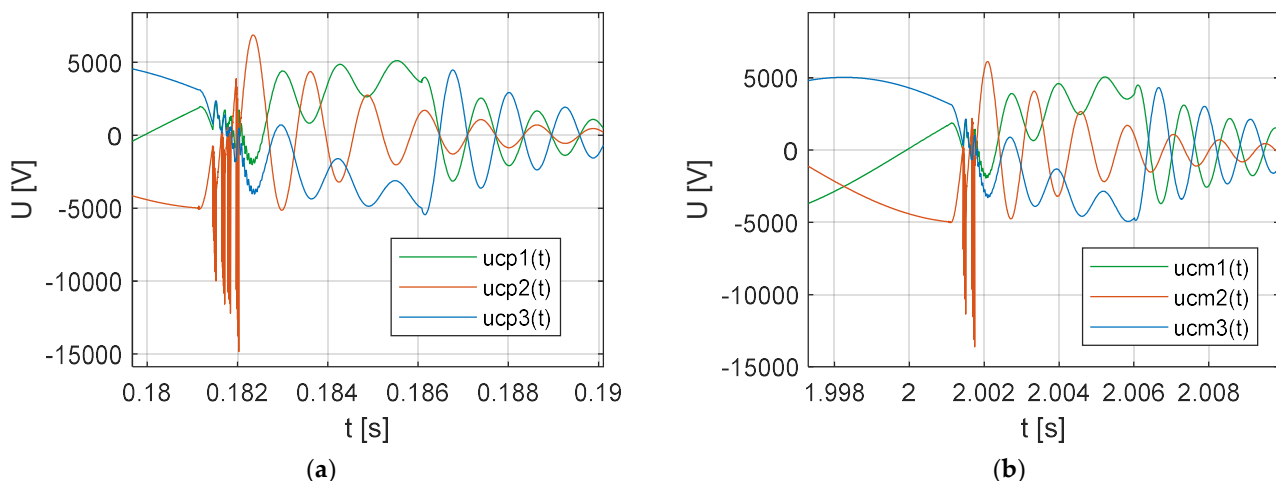 5000
0
-5000
-10000
-15000
U [V]
0.18
0.182
0.184
0.186
0.188
0.19
t [s]
ucp1(t)
ucp2(t)
ucp3(t)
(a)
5000
0
-5000
-10000
-15000
U [V]
1.998
2
2.002
2.004
2.006
2.008
t [s]
ucm1(t)
ucm2(t)
ucm3(t)
(b)